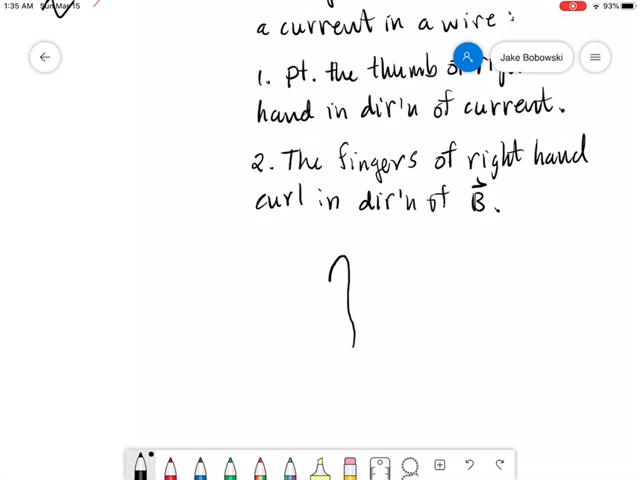 1:35 AM Sun Mar 15
93%
a current in a wire:
Jake Bobowski
1. pt. the thumb of
hand in dir'n of current.
2. The fingers of right hand
curl in dir'n of B.